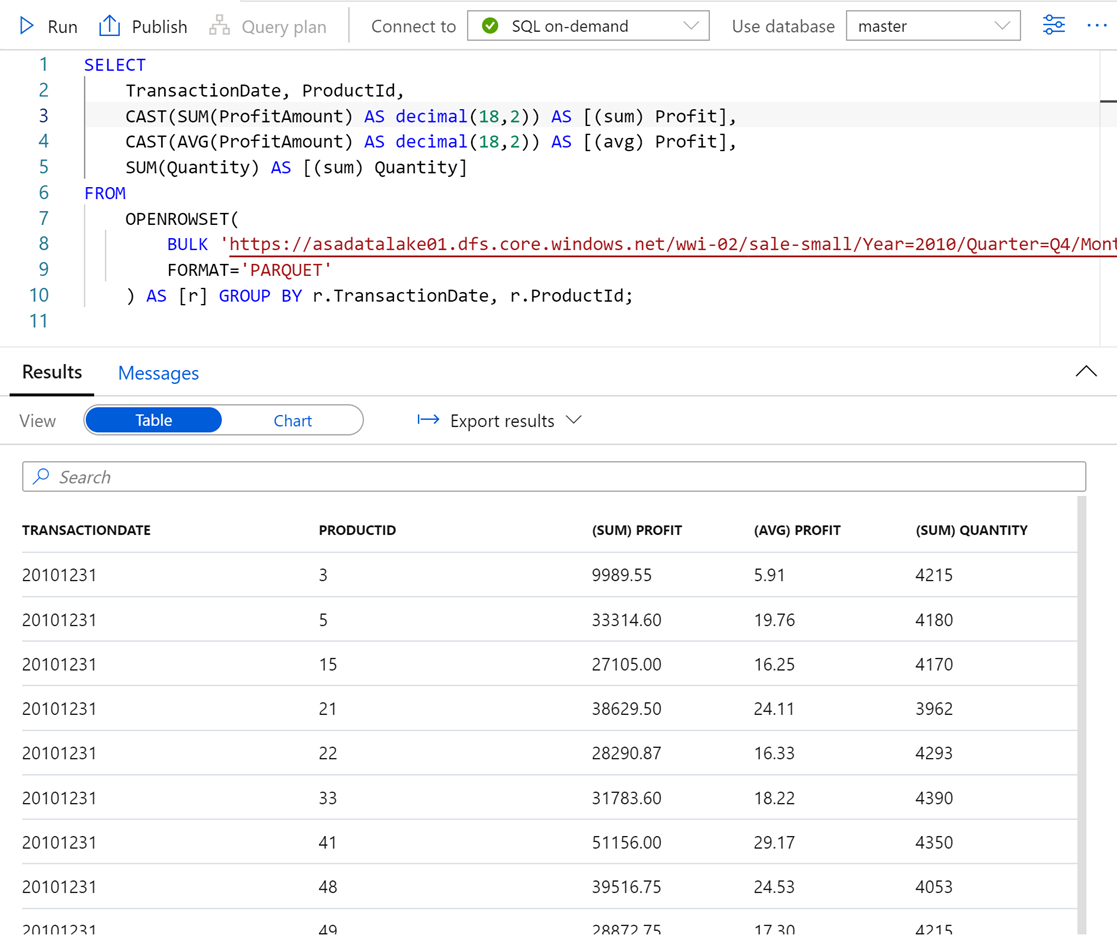 Run Publish Query plan Connect to SQL on-demand Use database master
1 SELECT
2 TransactionDate, ProductId,
3 CAST(SUM(ProfitAmount) AS decimal(18,2)) AS [(sum) Profit],
4 CAST(AVG(ProfitAmount) AS decimal(18,2)) AS [(avg) Profit],
5 SUM(Quantity) AS [(sum) Quantity]
6 FROM
7 OPENROWSET(
8 BULK 'https://asadatalake01.dfs.core.windows.net/wwi-02/sale-small/Year=2010/Quarter=Q4/Mont
9 FORMAT='PARQUET'
10 ) AS [r] GROUP BY r.TransactionDate, r.ProductId;
11
Results Messages
View Table Chart Export results
Search
TRANSACTIONDATE PRODUCTID (SUM) PROFIT (AVG) PROFIT (SUM) QUANTITY
20101231 3 9989.55 5.91 4215
20101231 5 33314.60 19.76 4180
20101231 15 27105.00 16.25 4170
20101231 21 38629.50 24.11 3962
20101231 22 28290.87 16.33 4293
20101231 33 31783.60 18.22 4390
20101231 41 51156.00 29.17 4350
20101231 48 39516.75 24.53 4053
20101231 49 28872.75 17.30 4215